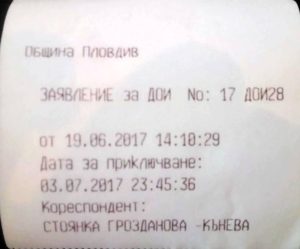 Община Пловдив
ЗАЯВЛЕНИЕ за ДОИ No: 17 ДОИ28
от 19.06.2017 14:10:29
Дата за приключване:
03.07.2017 23:45:36
Кореспондент:
СТОЯНКА ГРОЗДАНОВА -КЪНЕВА